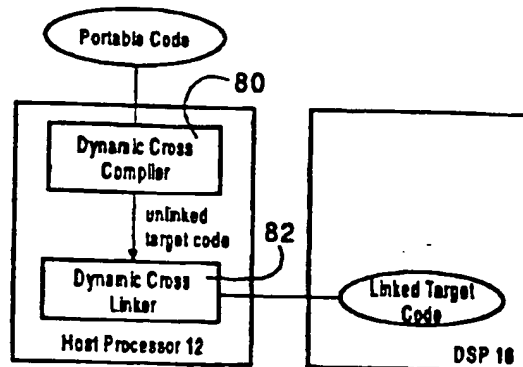 Portable Code
80
Dynamic Cross
Compiler
unlinked
target code
82
Dynamic Cross
Linker
Linked Target
Code
Host Processor 12
DSP 16